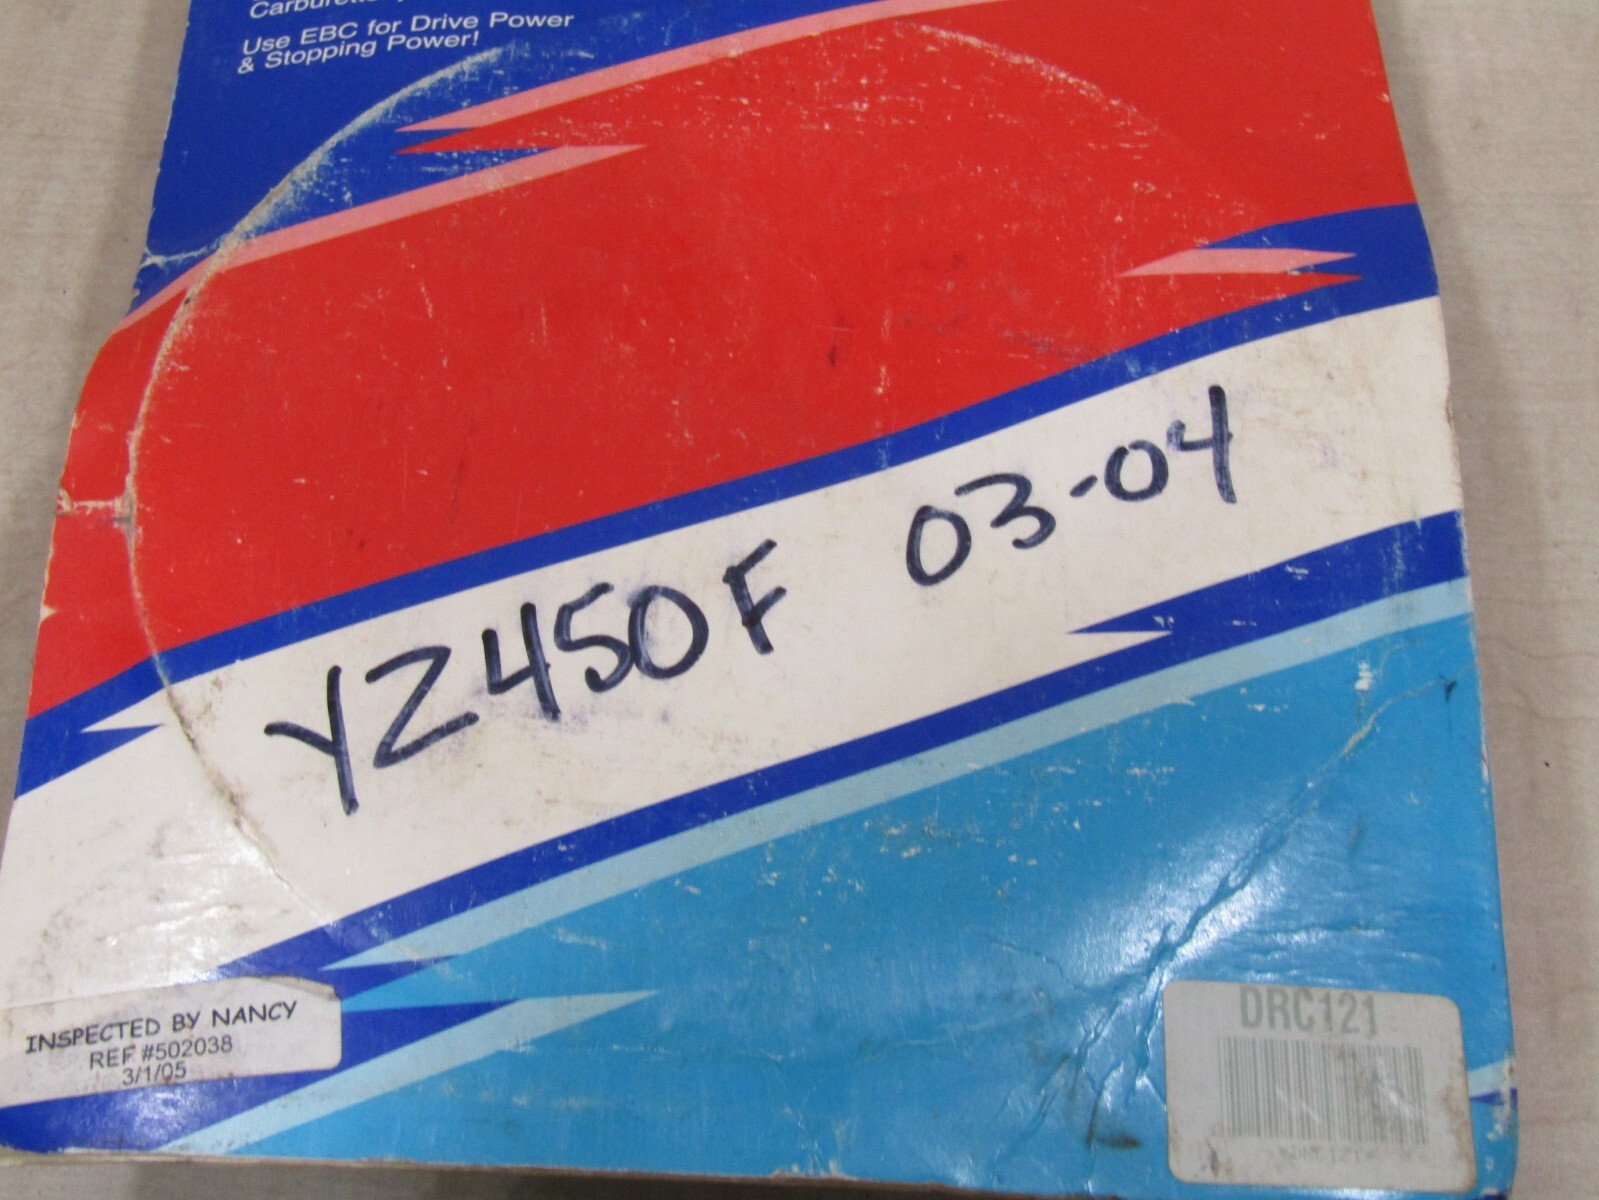 Use EBC for Drive Power
& Stopping Power!
YZ450F 03-04
INSPECTED BY NANCY
REF #502038
3/1/05
DRC121